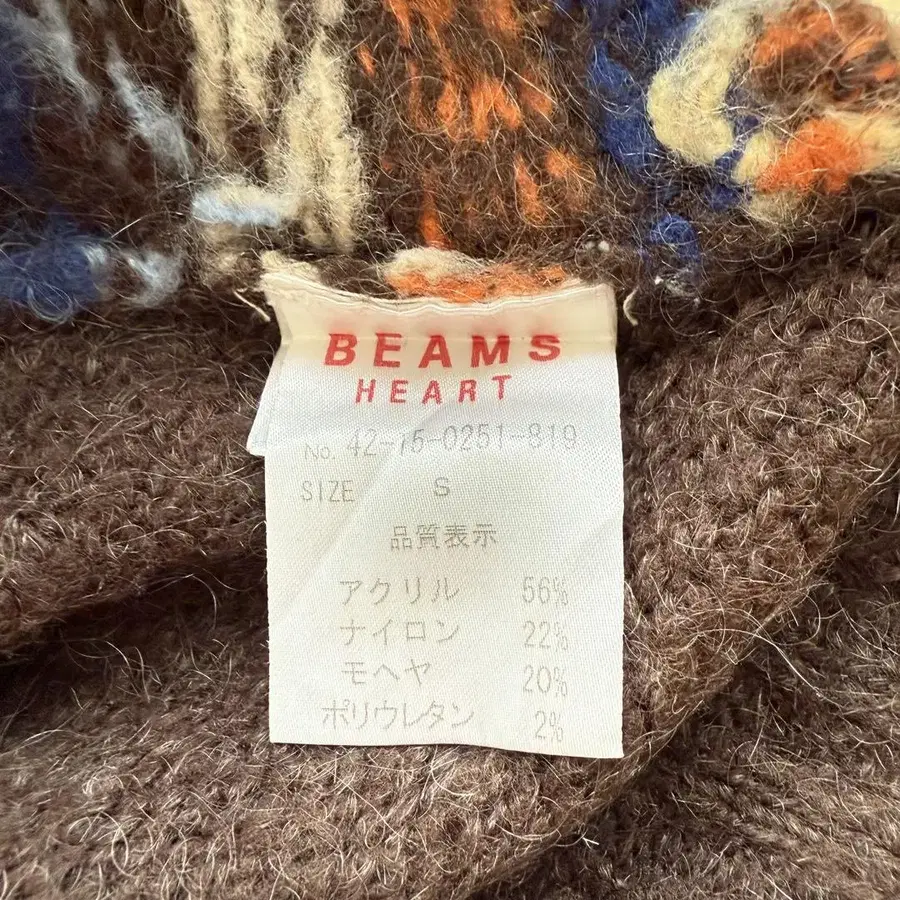 BEAMS
HEART
No. 42-75-0251-819
SIZE S
品質表示
アクリル 56%
ナイロン 22%
モヘヤ 20%
ポリウレタン 2%